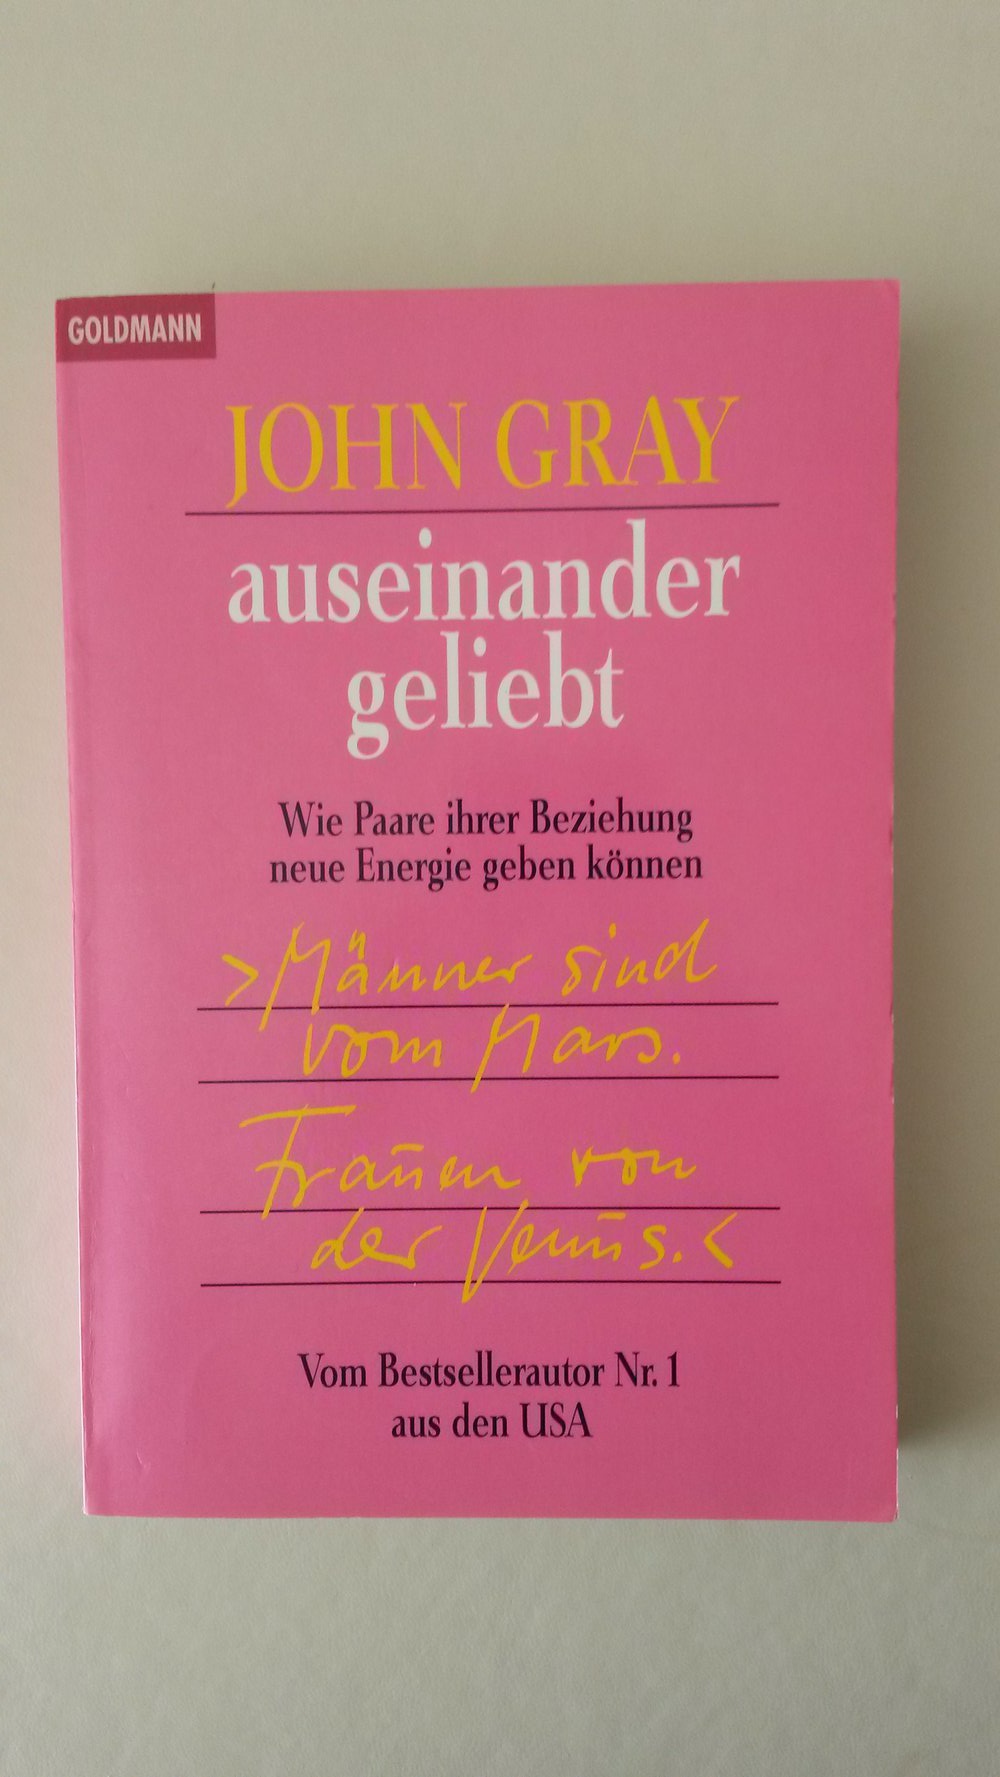 GOLDMANN
JOHN GRAY
auseinander
geliebt
Wie Paare ihrer Beziehung
neue Energie geben können
>Männer sind
vom Mars.
Frauen von
der Venus.<
Vom Bestsellerautor Nr. 1
aus den USA